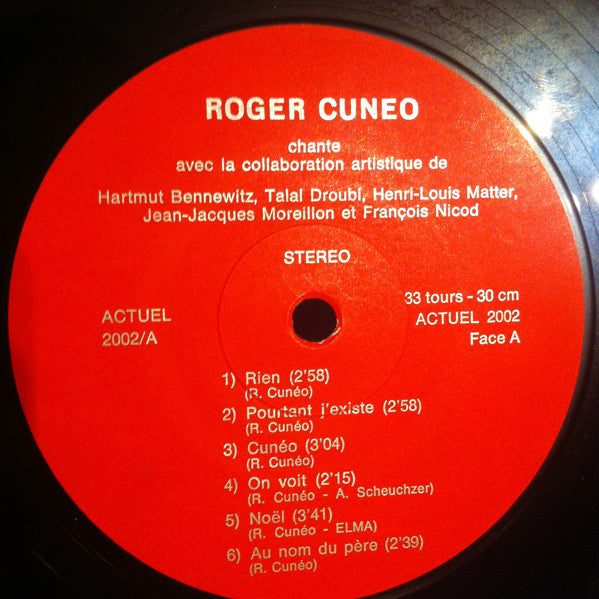 ROGER CUNEO
chante
avec la collaboration artistique de
Hartmut Bennewitz, Talal Droubi, Henri-Louis Matter,
Jean-Jacques Moreillon et François Nicod
STEREO
ACTUEL
2002/A
33 tours - 30 cm
ACTUEL 2002
Face A
1) Rien (2'58)
(R. Cunéo)
2) Pourtant j'existe (2'58)
(R. Cunéo)
3) Cunéo (3'04)
(R. Cunéo)
4) On voit (2'15)
(R. Cunéo - A. Scheuchzer)
5) Noël (3'41)
(R. Cunéo - ELMA)
6) Au nom du père (2'39)
(R. Cunéo)